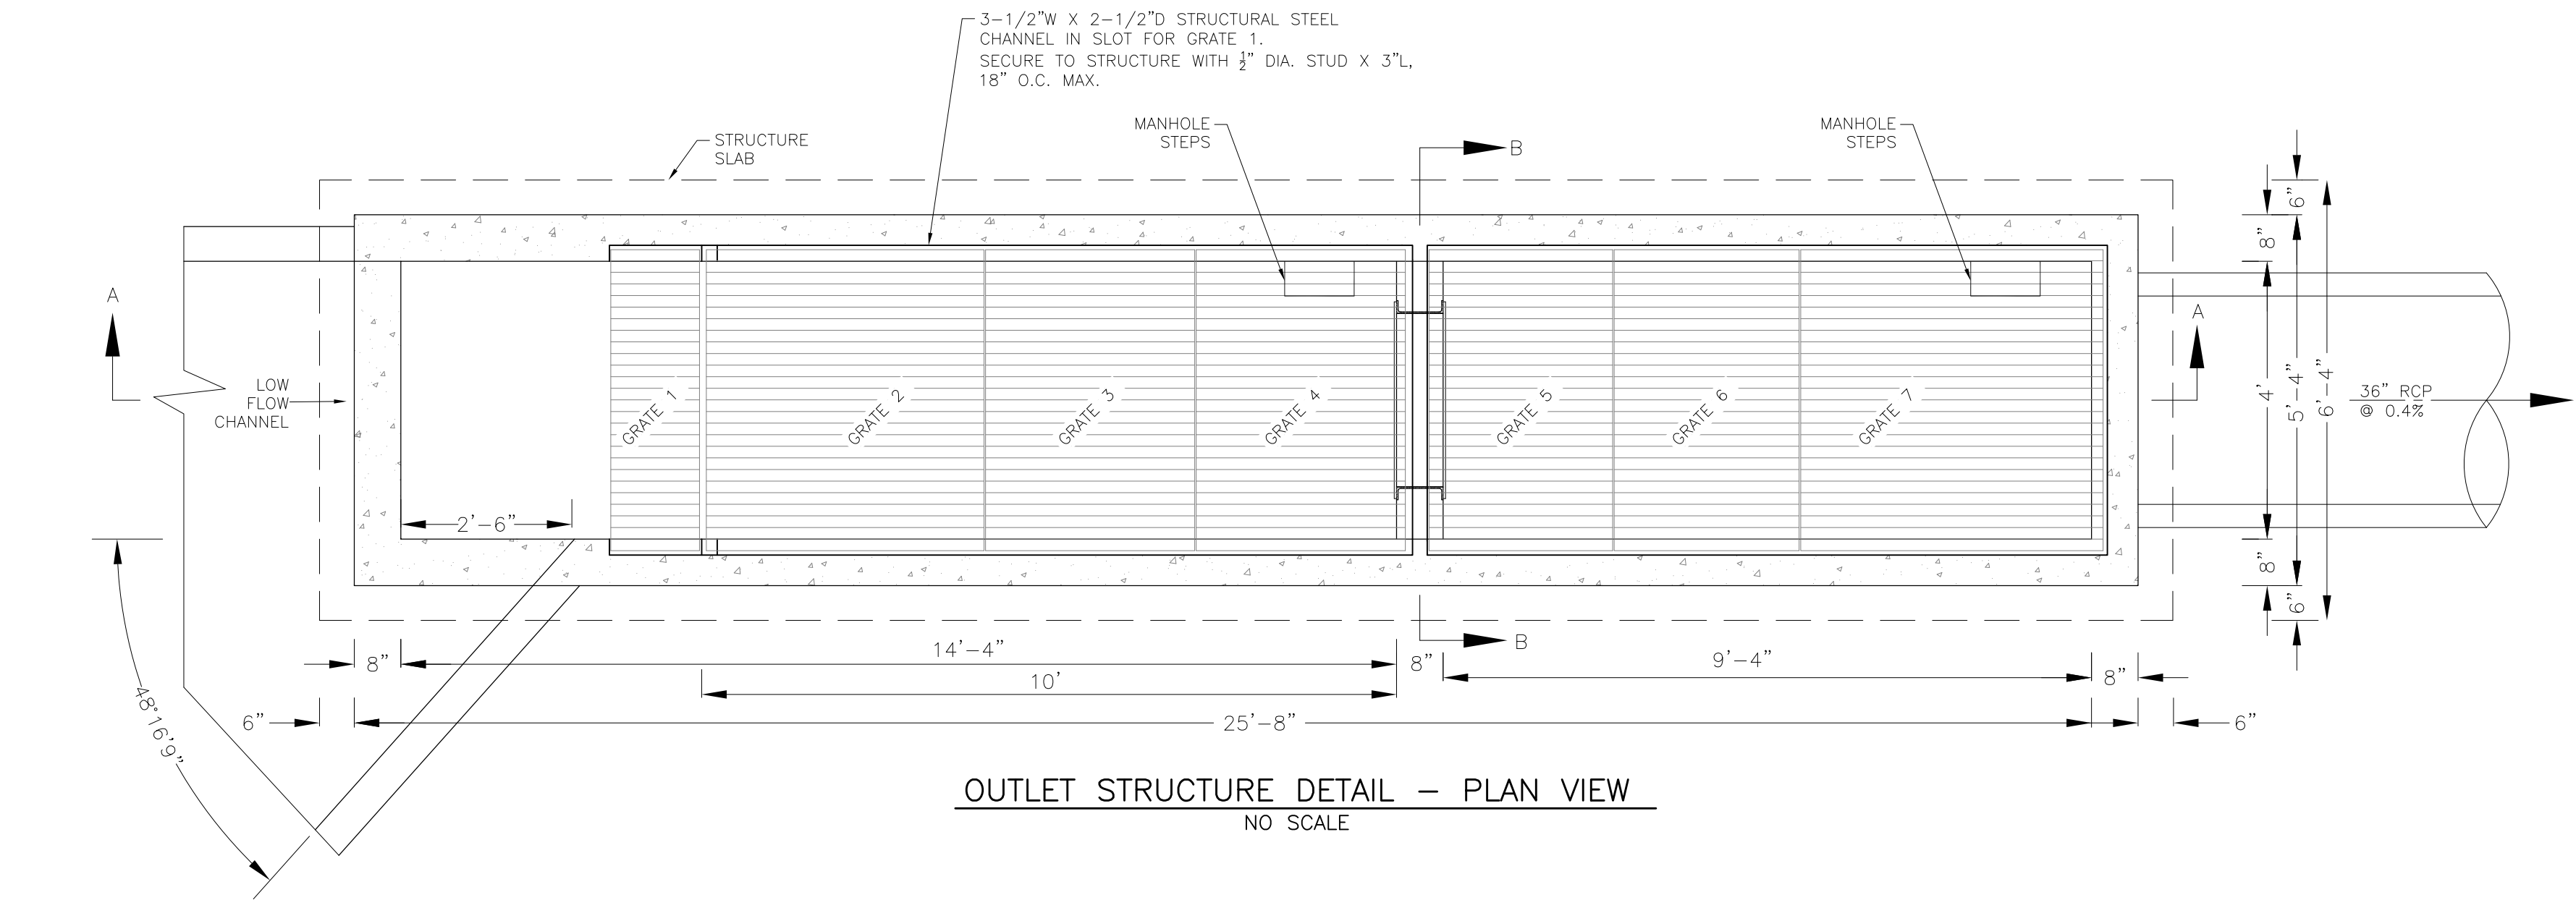 3-1/2"W X 2-1/2"D STRUCTURAL STEEL
CHANNEL IN SLOT FOR GRATE 1.
SECURE TO STRUCTURE WITH 1/2" DIA. STUD X 3"L,
18" O.C. MAX.
MANHOLE
STEPS
MANHOLE
STEPS
STRUCTURE
SLAB
B
6"
8"
A
A
LOW
FLOW
CHANNEL
GRATE 1
GRATE 2
GRATE 3
GRATE 4
GRATE 5
GRATE 6
GRATE 7
4'
5'-4"
6'-4"
36" RCP
@ 0.4%
2'-6"
8"
6"
B
14'-4"
8"
8"
9'-4"
8"
10'
48°16'9"
6"
25'-8"
6"
OUTLET STRUCTURE DETAIL - PLAN VIEW
NO SCALE